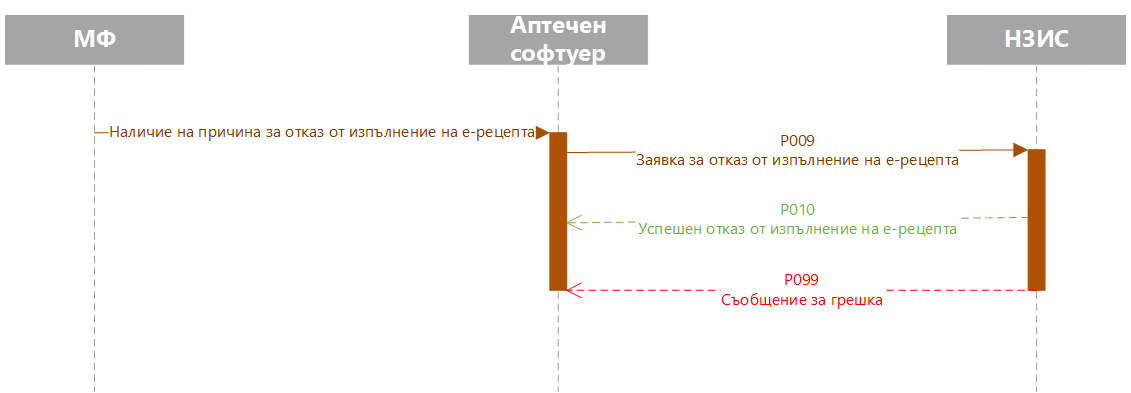 МФ
Аптечен
софтуер
НЗИС
Наличие на причина за отказ от изпълнение на е-рецепта
P009
Заявка за отказ от изпълнение на е-рецепта
P010
Успешен отказ от изпълнение на е-рецепта
P099
Съобщение за грешка